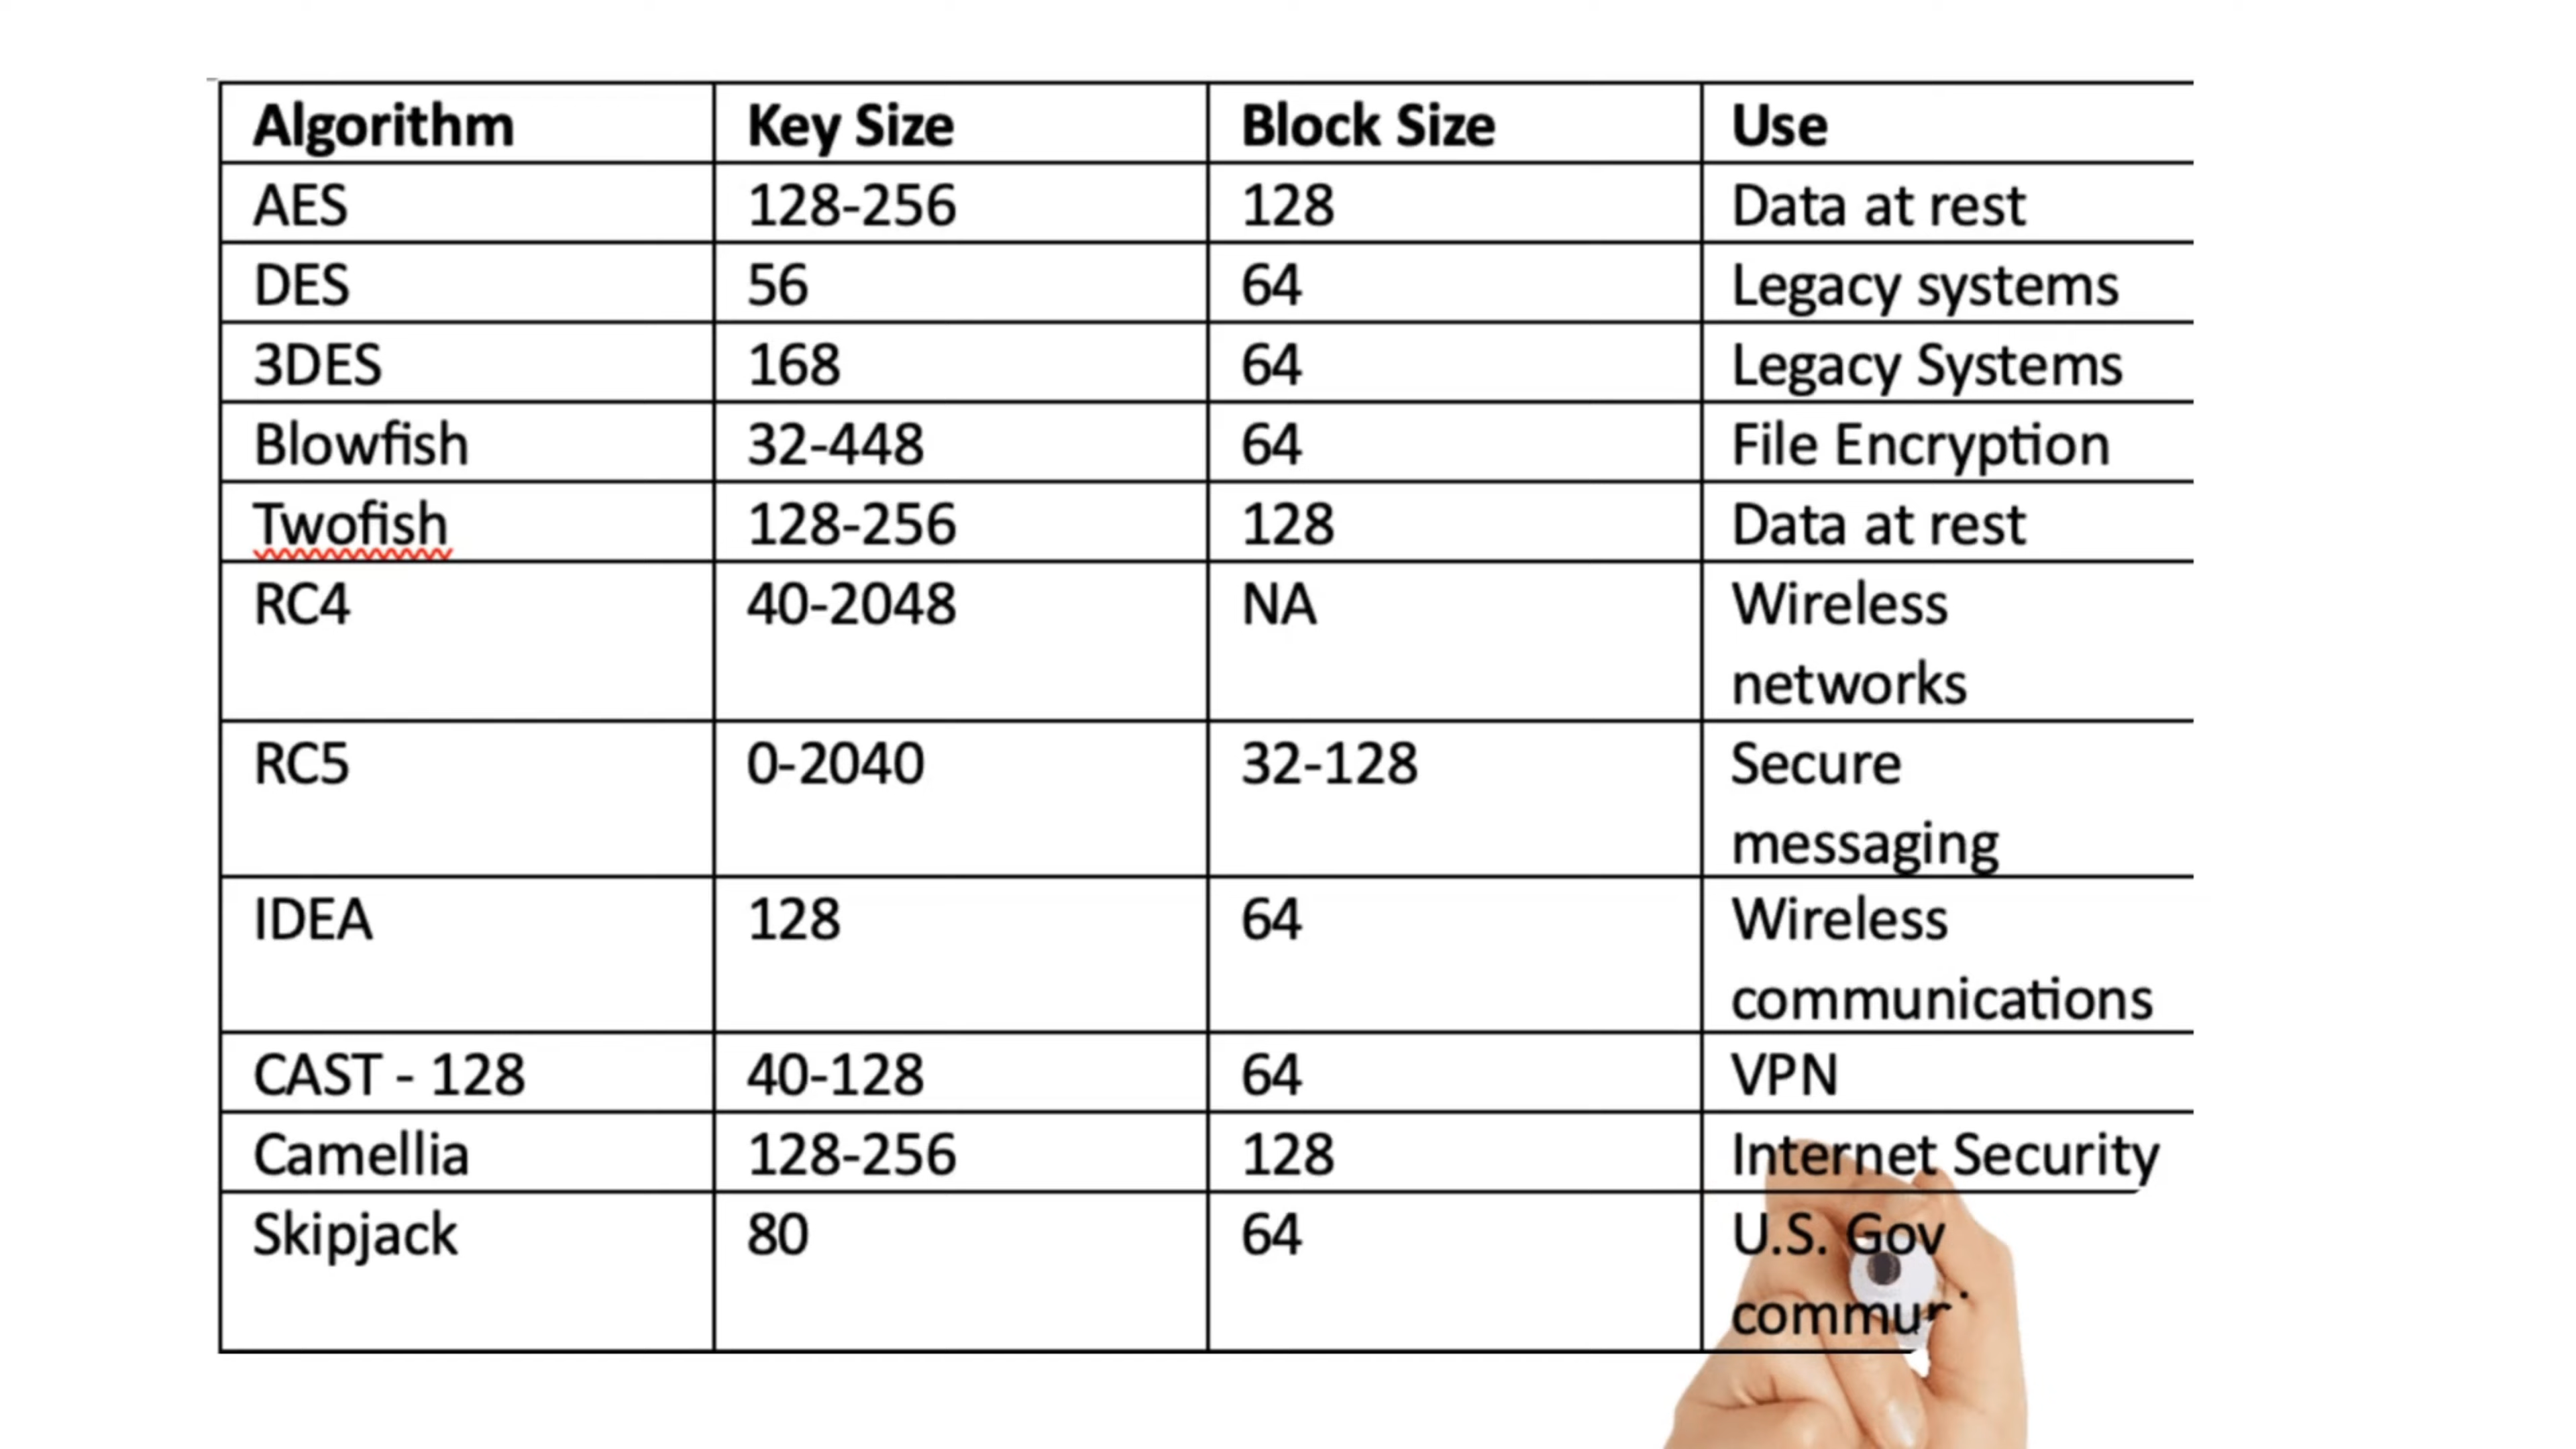 Algorithm Key Size Block Size Use
AES 128-256 128 Data at rest
DES 56 64 Legacy systems
3DES 168 64 Legacy Systems
Blowfish 32-448 64 File Encryption
Twofish 128-256 128 Data at rest
RC4 40-2048 NA Wireless
networks
RC5 0-2040 32-128 Secure
messaging
IDEA 128 64 Wireless
communications
CAST - 128 40-128 64 VPN
Camellia 128-256 128 Internet Security
Skipjack 80 64 U.S. Gov